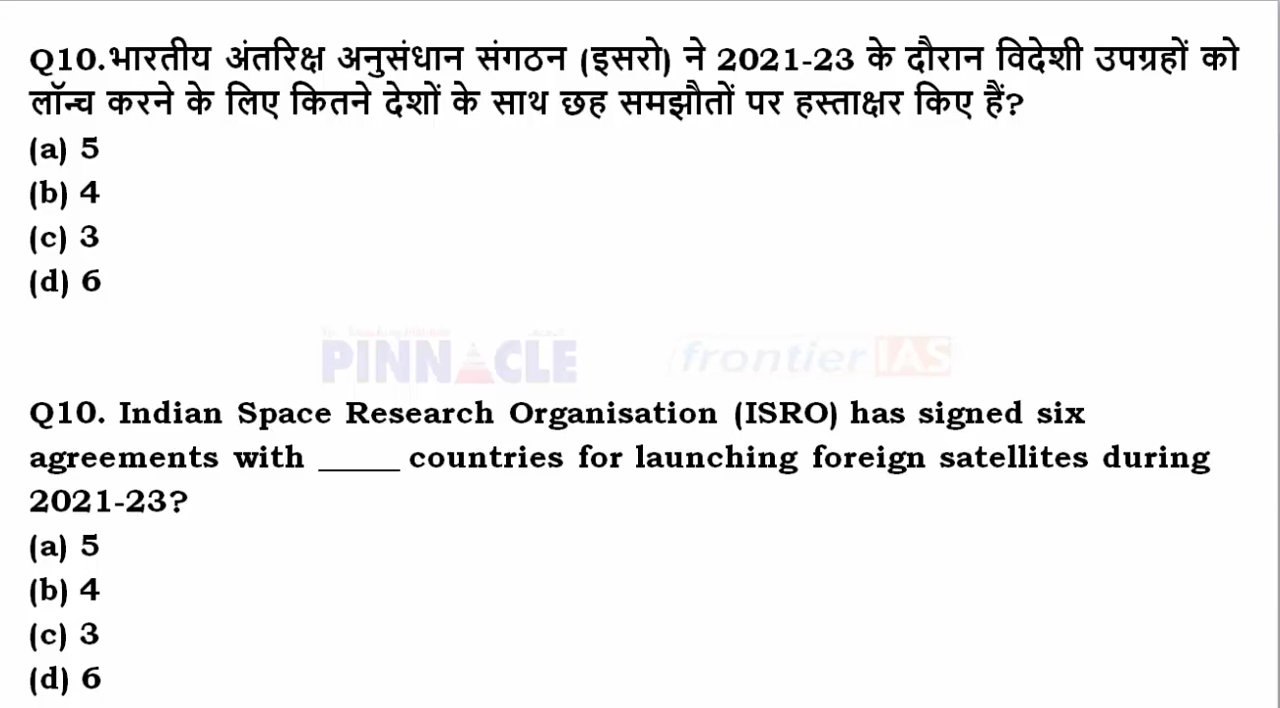 Q10.भारतीय अंतरिक्ष अनुसंधान संगठन (इसरो) ने 2021-23 के दौरान विदेशी उपग्रहों को
लॉन्च करने के लिए कितने देशों के साथ छह समझौतों पर हस्ताक्षर किए हैं?
(a) 5
(b) 4
(c) 3
(d) 6
PINNACLE frontier IAS
Q10. Indian Space Research Organisation (ISRO) has signed six
agreements with _____ countries for launching foreign satellites during
2021-23?
(a) 5
(b) 4
(c) 3
(d) 6